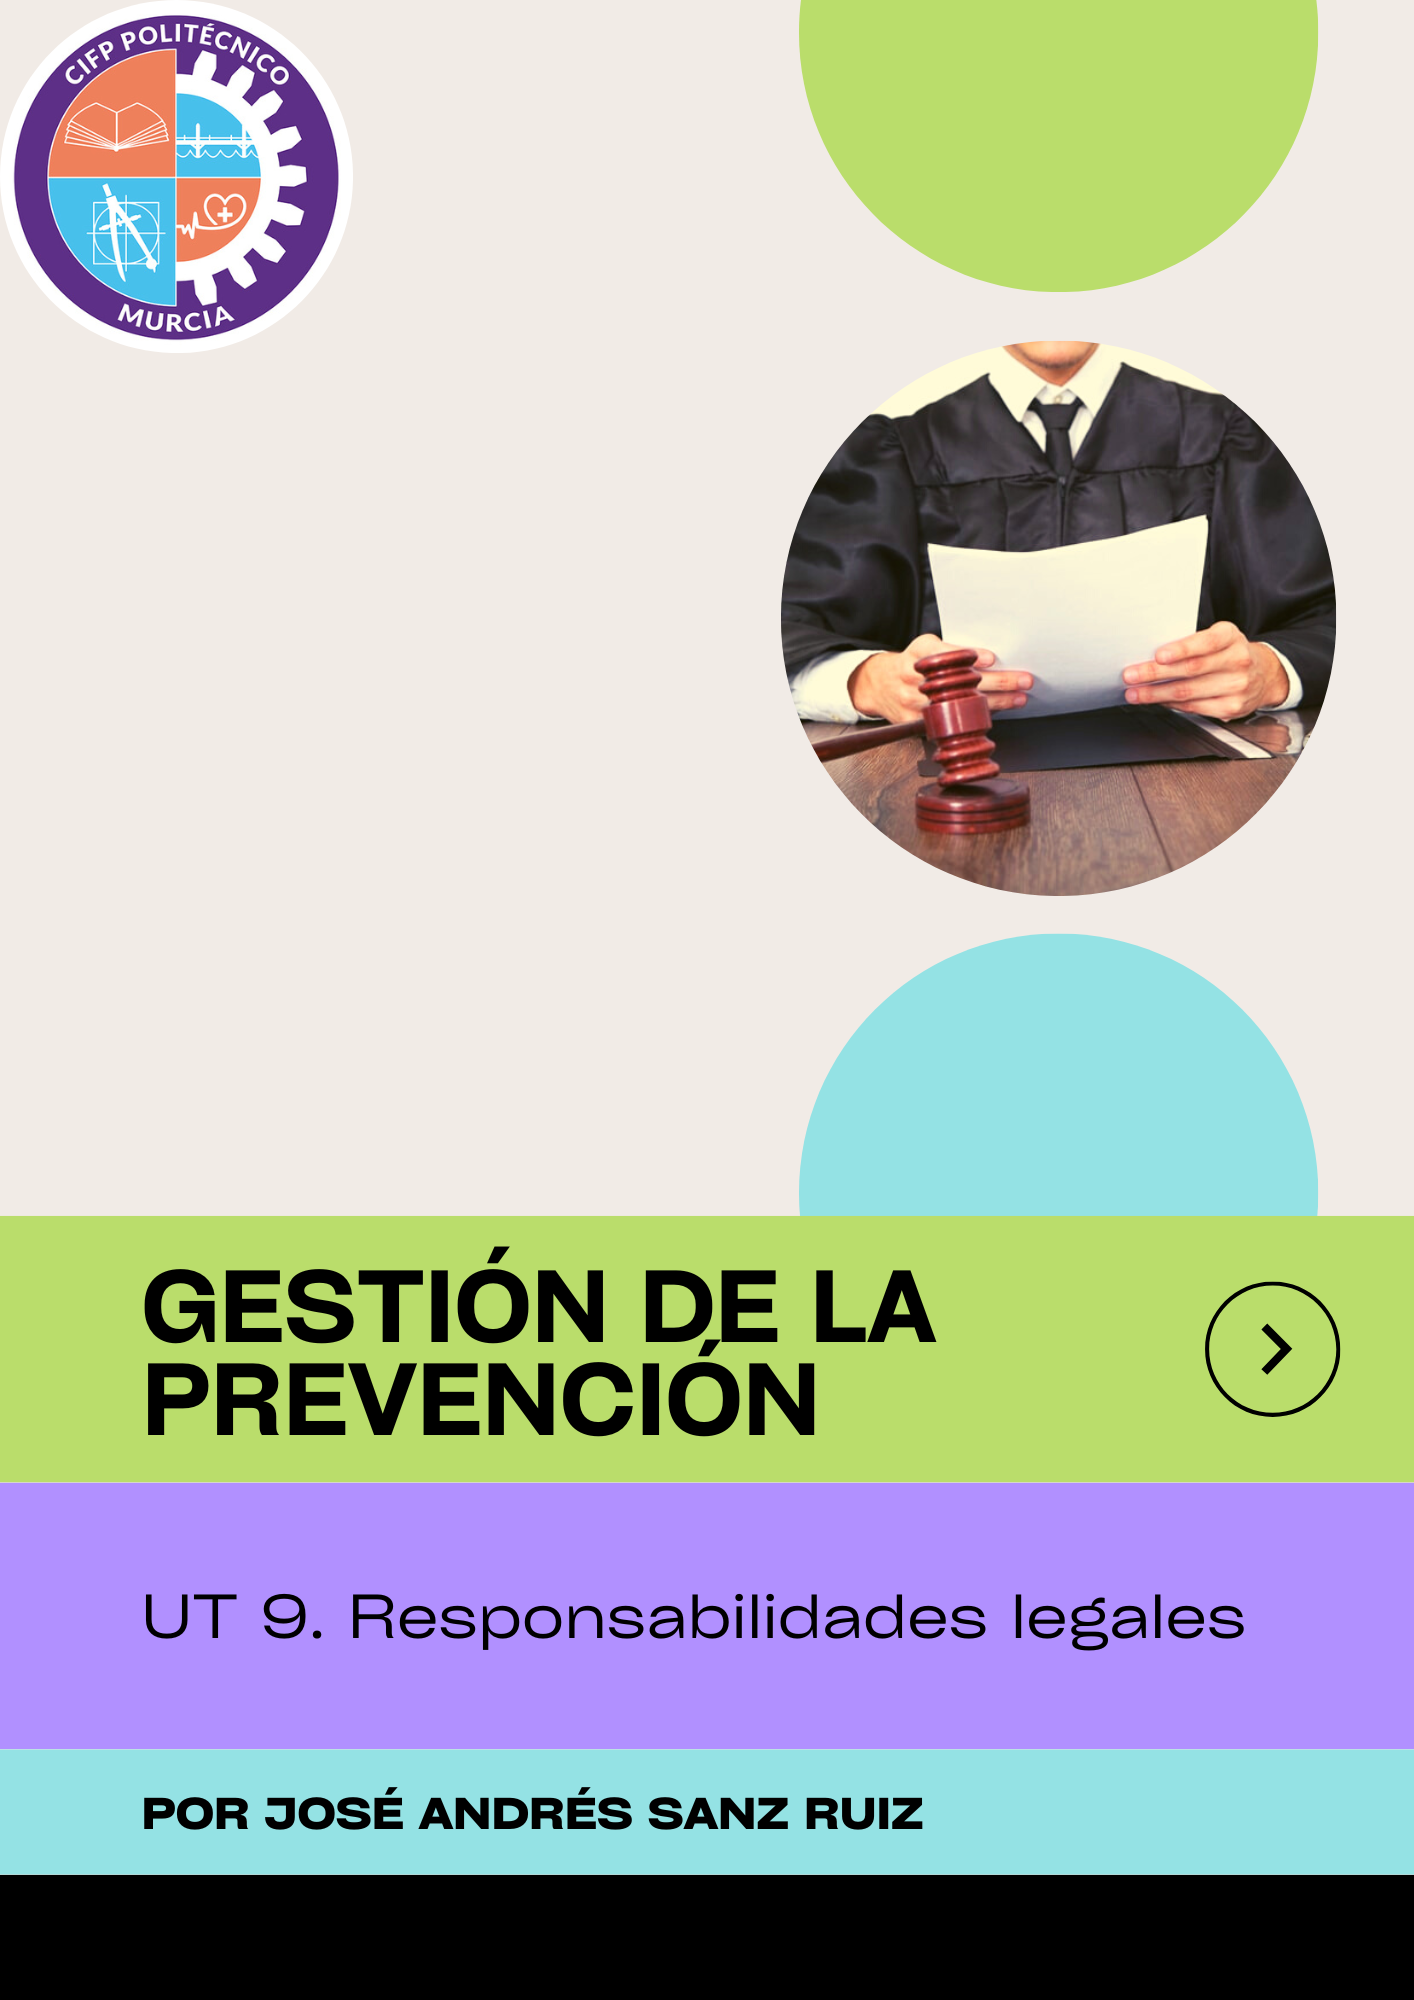 CIFP POLITÉCNICO
MURCIA
GESTIÓN DE LA
PREVENCIÓN
UT 9. Responsabilidades legales
POR JOSÉ ANDRÉS SANZ RUIZ